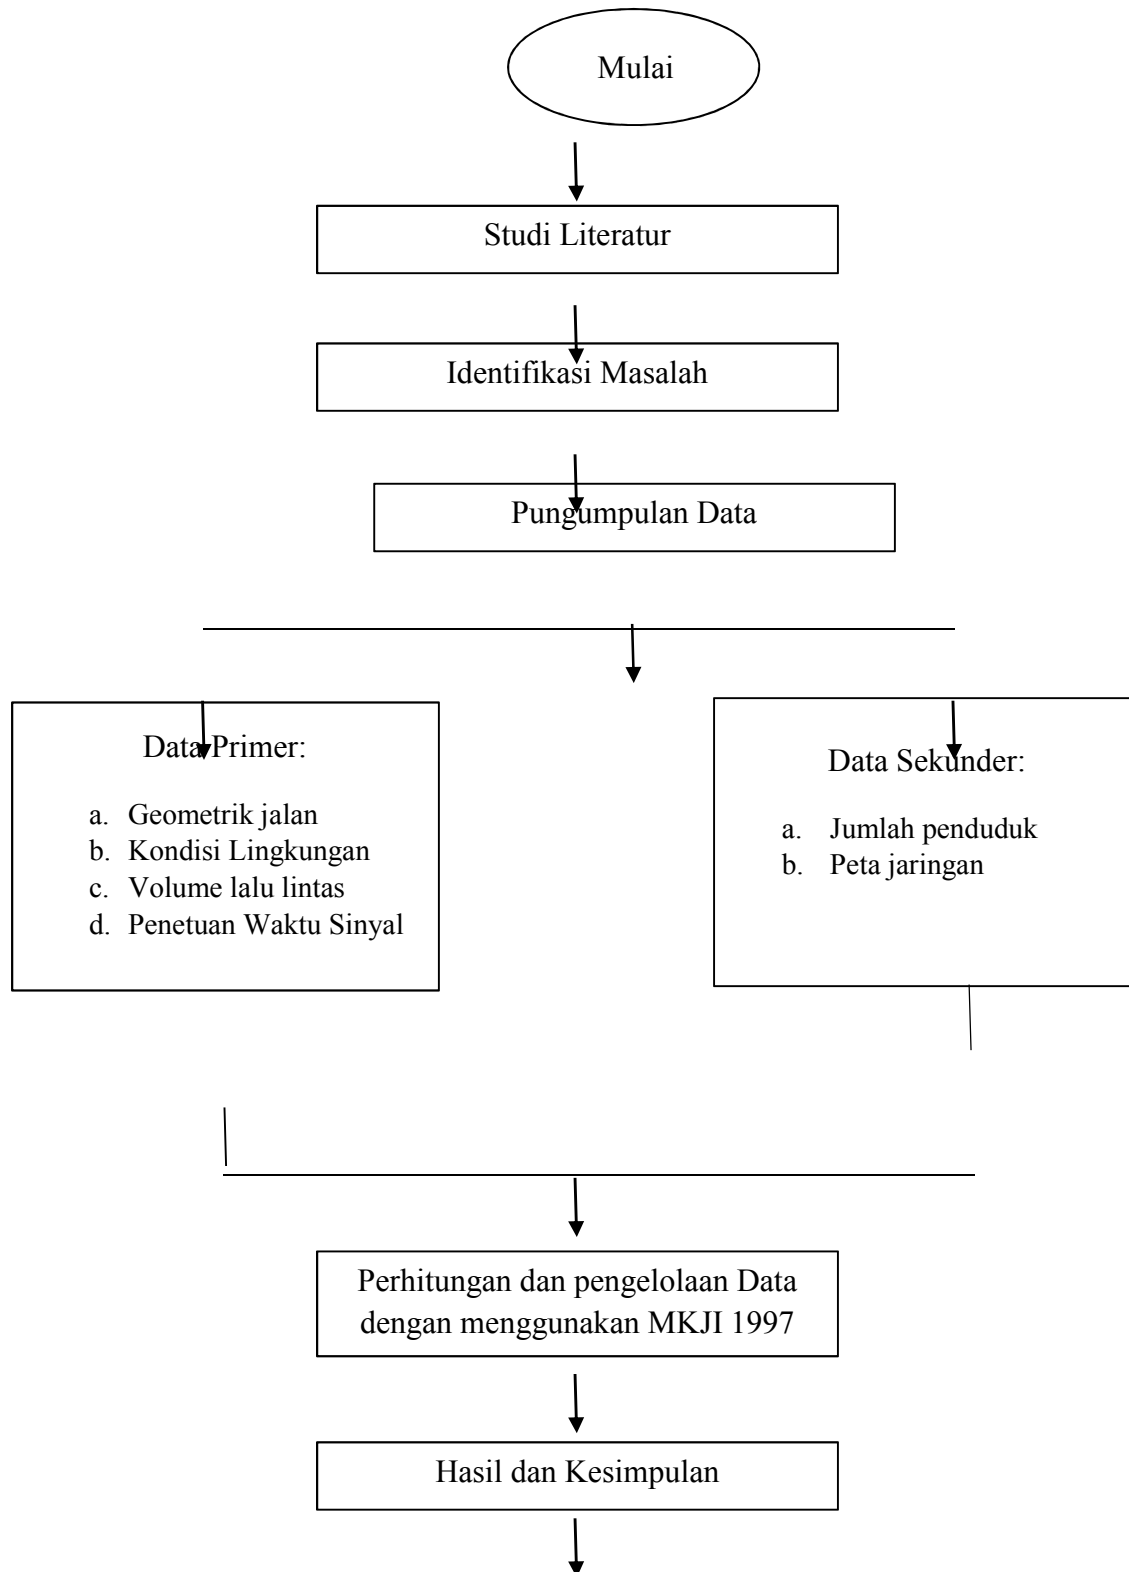 Mulai
Studi Literatur
Identifikasi Masalah
Pungumpulan Data
Data Primer:
a. Geometrik jalan
b. Kondisi Lingkungan
c. Volume lalu lintas
d. Penetuan Waktu Sinyal
Data Sekunder:
a. Jumlah penduduk
b. Peta jaringan
Perhitungan dan pengelolaan Data
dengan menggunakan MKJI 1997
Hasil dan Kesimpulan